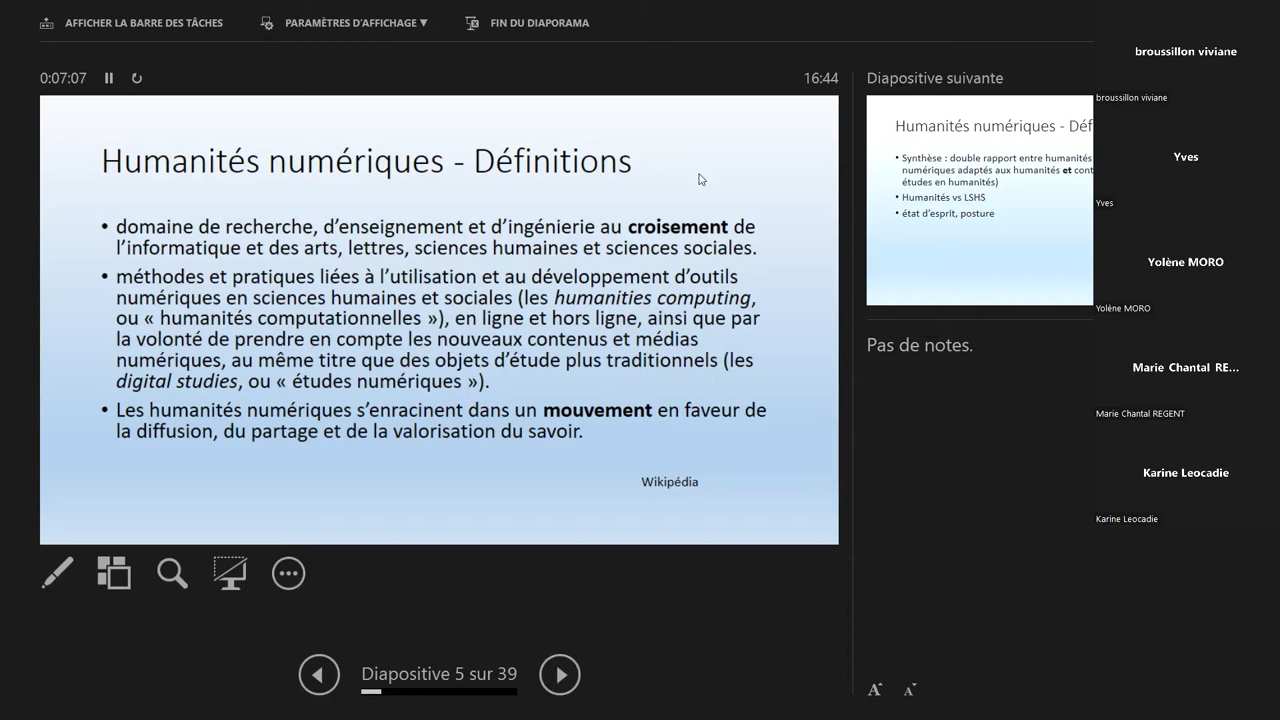 AFFICHER LA BARRE DES TÂCHES
PARAMÈTRES D'AFFICHAGE ▼
FIN DU DIAPORAMA
0:07:07
16:44
Humanités numériques - Définitions
• domaine de recherche, d'enseignement et d'ingénierie au croisement de
l'informatique et des arts, lettres, sciences humaines et sciences sociales.
• méthodes et pratiques liées à l'utilisation et au développement d'outils
numériques en sciences humaines et sociales (les humanities computing,
ou « humanités computationnelles »), en ligne et hors ligne, ainsi que par
la volonté de prendre en compte les nouveaux contenus et médias
numériques, au même titre que des objets d'étude plus traditionnels (les
digital studies, ou « études numériques »).
• Les humanités numériques s'enracinent dans un mouvement en faveur de
la diffusion, du partage et de la valorisation du savoir.
Wikipédia
Diapositive 5 sur 39
Diapositive suivante
Humanités numériques - Déf
• Synthèse : double rapport entre humanités
numériques adaptés aux humanités et cont
études en humanités)
• Humanités vs LSHS
• état d'esprit, posture
Pas de notes.
A A
broussillon viviane
broussillon viviane
Yves
Yves
Yolène MORO
Yolène MORO
Marie Chantal RE...
Marie Chantal REGENT
Karine Leocadie
Karine Leocadie